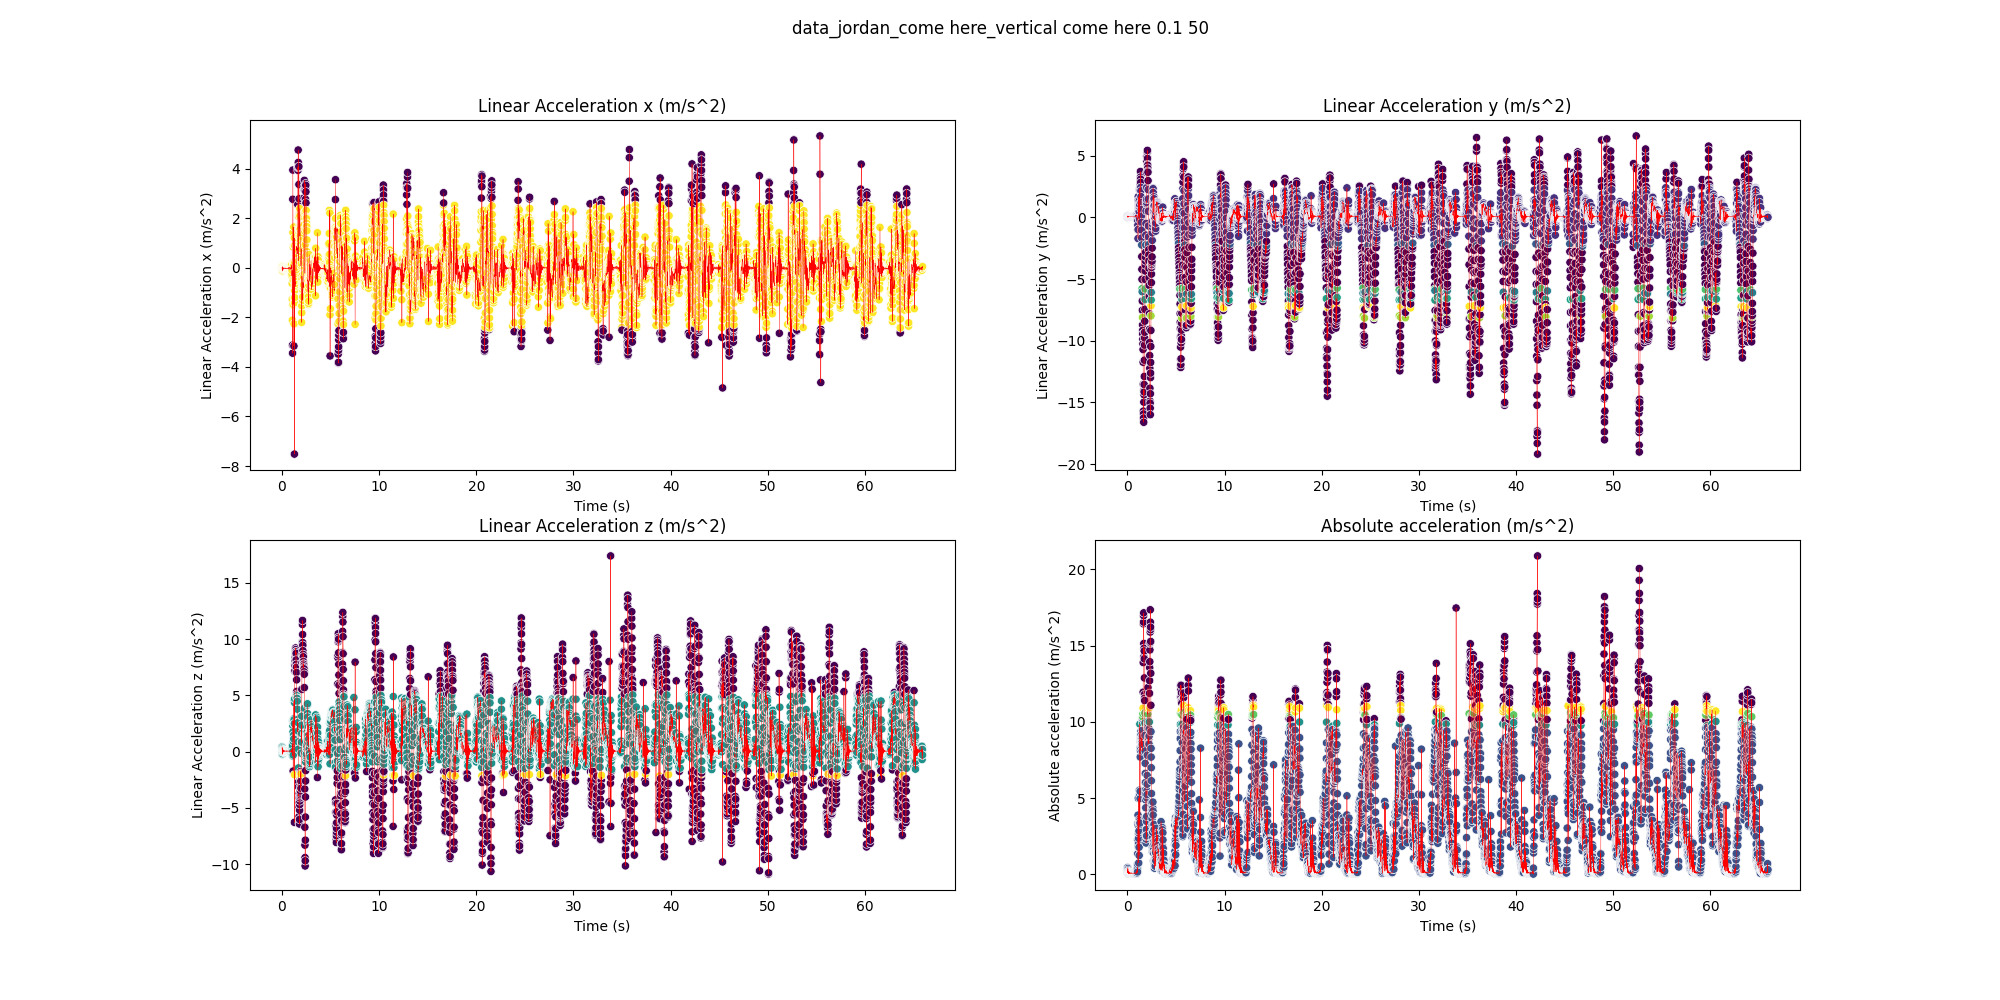 data_jordan_come here_vertical come here 0.1 50
Linear Acceleration x (m/s^2)
Linear Acceleration x (m/s^2)
4
2
0
−2
−4
−6
−8
0 10 20 30 40 50 60
Time (s)
Linear Acceleration y (m/s^2)
Linear Acceleration y (m/s^2)
5
0
−5
−10
−15
−20
0 10 20 30 40 50 60
Time (s)
Linear Acceleration z (m/s^2)
Linear Acceleration z (m/s^2)
15
10
5
0
−5
−10
0 10 20 30 40 50 60
Time (s)
Absolute acceleration (m/s^2)
Absolute acceleration (m/s^2)
20
15
10
5
0
0 10 20 30 40 50 60
Time (s)